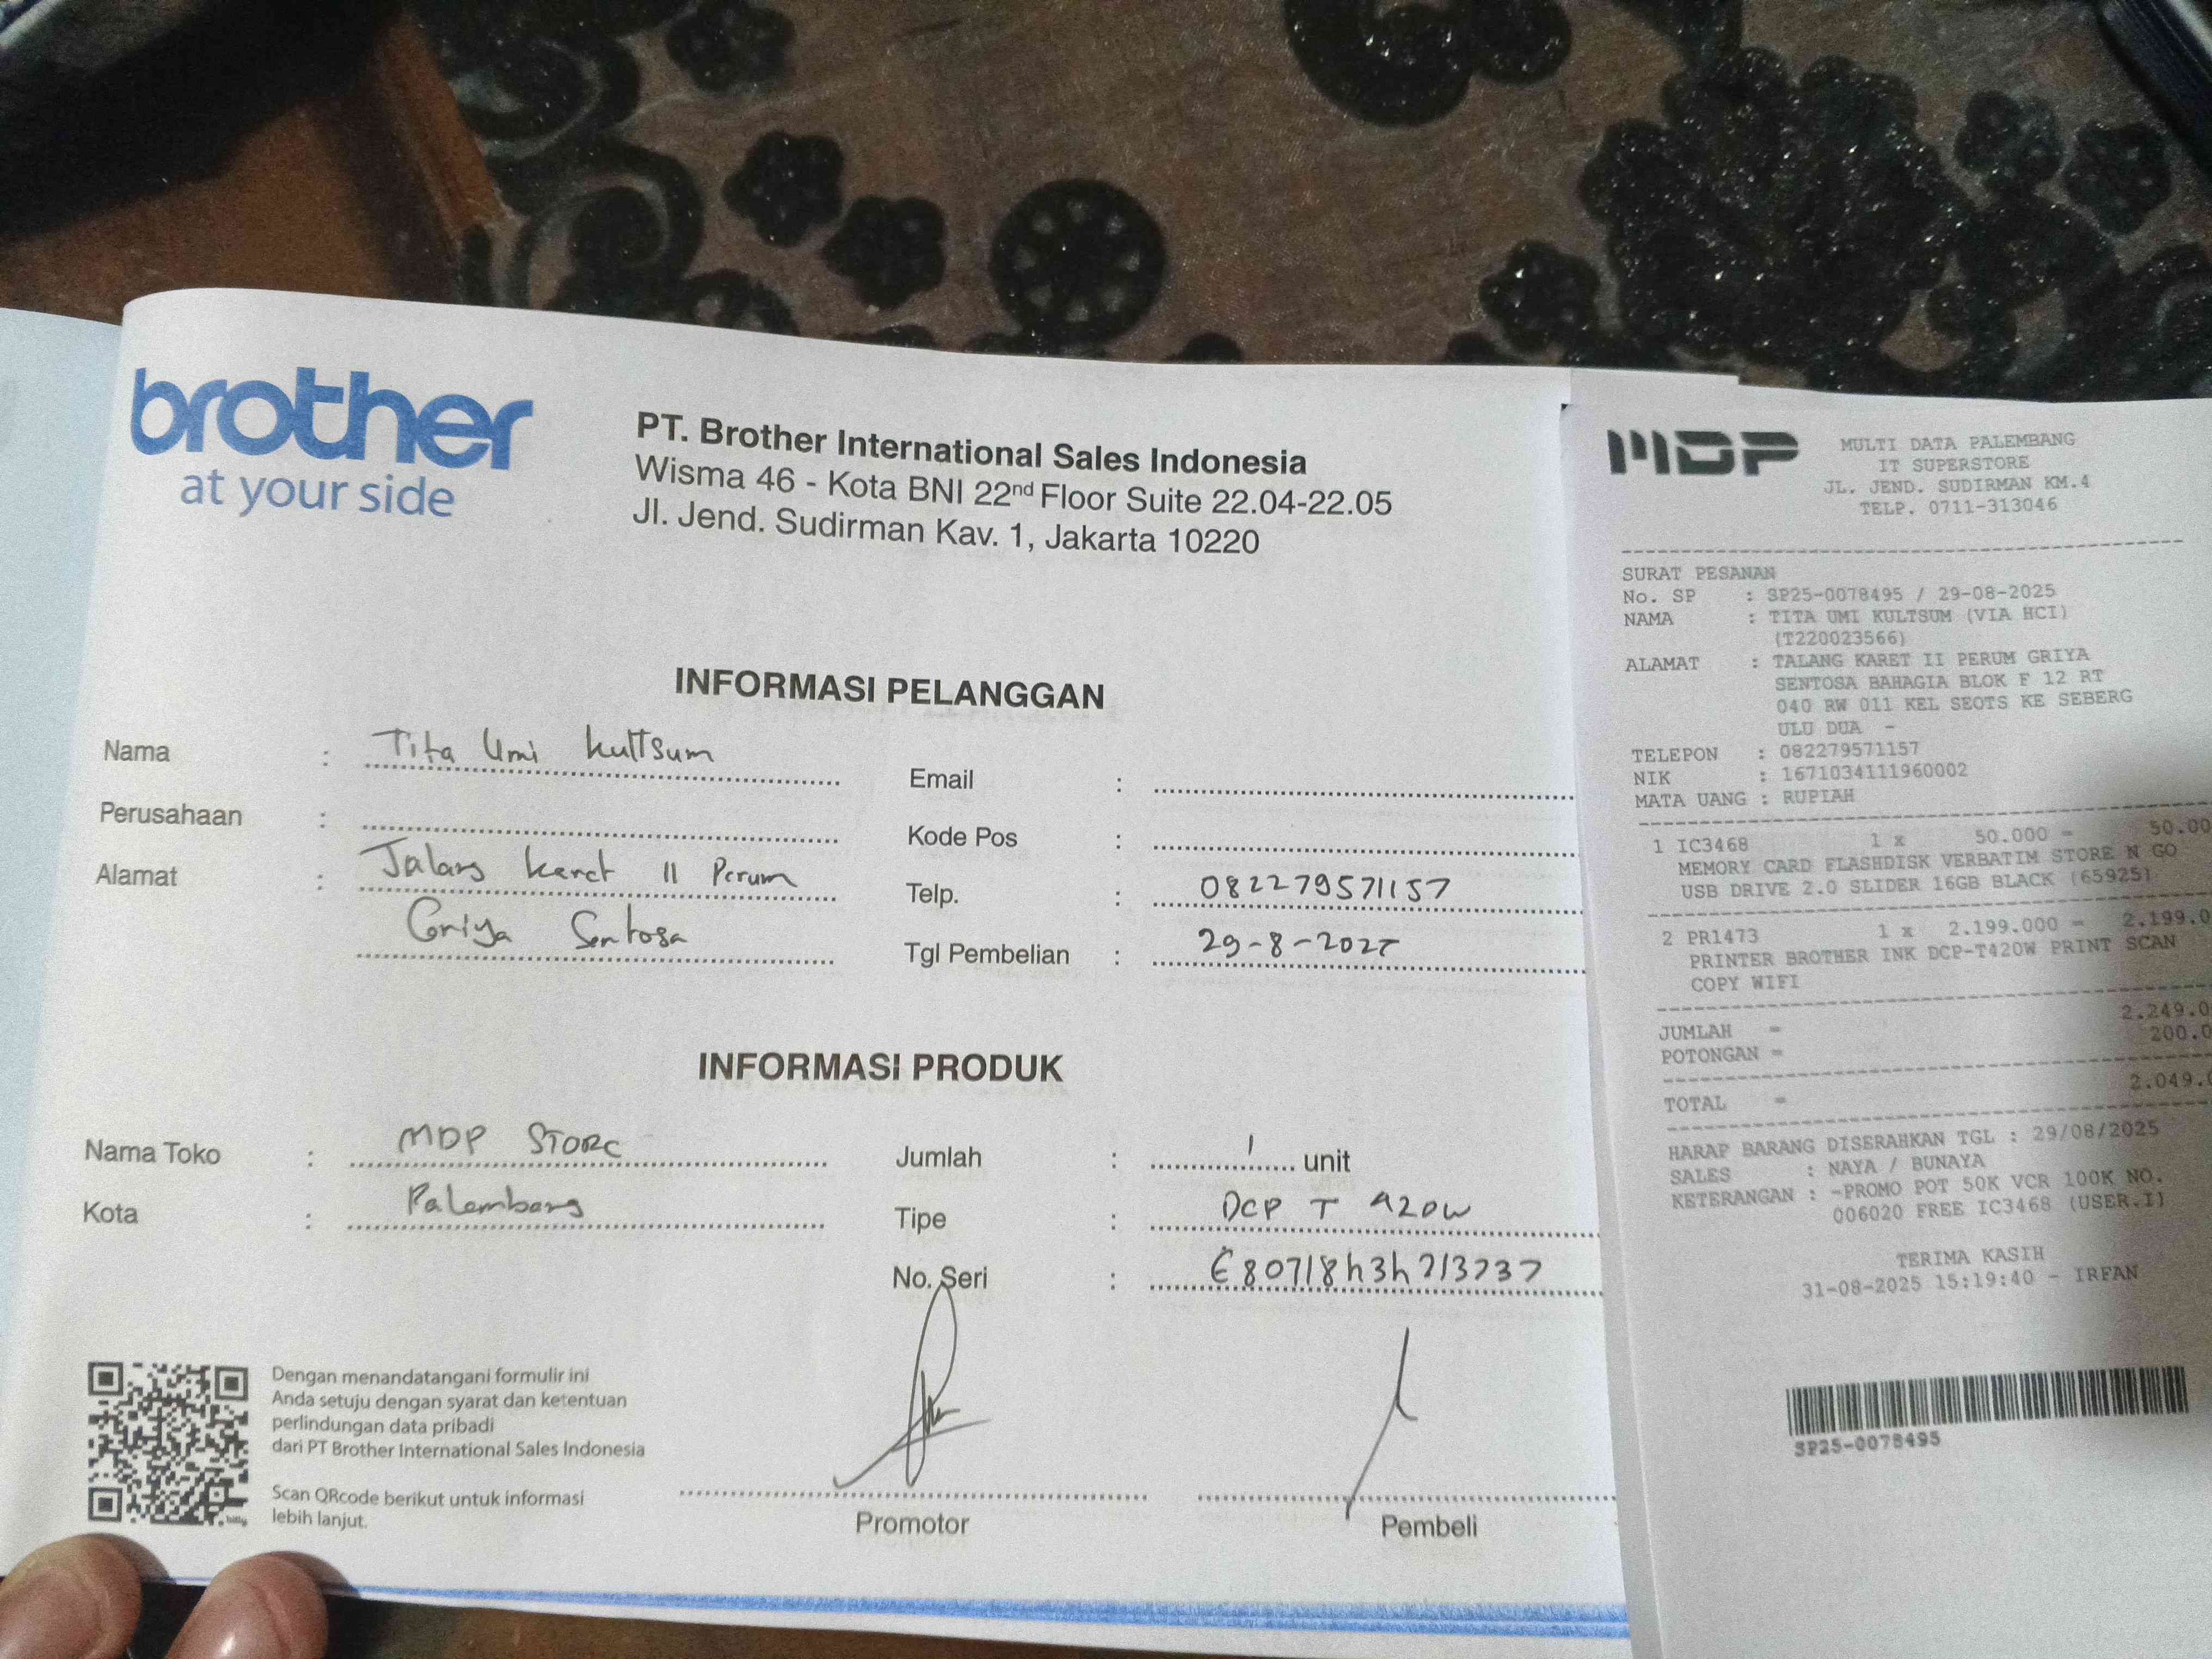 brother
at your side
PT. Brother International Sales Indonesia
Wisma 46 - Kota BNI 22nd Floor Suite 22.04-22.05
Jl. Jend. Sudirman Kav. 1, Jakarta 10220
INFORMASI PELANGGAN
Nama : Tita Umi Kultsum
Perusahaan :
Alamat : Jalang Karet II Perum
Griya Sentosa
Email :
Kode Pos :
Telp. : 082279571157
Tgl Pembelian : 29-8-2025
INFORMASI PRODUK
Nama Toko : MDP STORE
Kota : Palembang
Jumlah : 1 unit
Tipe : DCP T 420W
No. Seri :
Dengan menandatangani formulir ini
Anda setuju dengan syarat dan ketentuan
perlindungan data pribadi
dari PT Brother International Sales Indonesia
Scan QRcode berikut untuk informasi
lebih lanjut.
Promotor
Pembeli
MDP
MULTI DATA PALEMBANG
IT SUPERSTORE
JL. JEND. SUDIRMAN KM.4
TELP. 0711-313046
SURAT PESANAN
No. SP : SP25-0078495 / 29-08-2025
NAMA : TITA UMI KULTSUM (VIA HCI)
(T220023566)
ALAMAT : TALANG KARET II PERUM GRIYA
SENTOSA BAHAGIA BLOK F 12 RT
040 RW 011 KEL SEOTS KE SEBERG
ULU DUA -
TELEPON : 082279571157
NIK : 1671034111960002
MATA UANG : RUPIAH
1 IC3468 1 x 50.000 = 50.00
MEMORY CARD FLASHDISK VERBATIM STORE N GO
USB DRIVE 2.0 SLIDER 16GB BLACK (65925)
2 PR1473 1 x 2.199.000 = 2.199.0
PRINTER BROTHER INK DCP-T420W PRINT SCAN
COPY WIFI
JUMLAH = 2.249.0
POTONGAN = 200.0
TOTAL = 2.049.0
HARAP BARANG DISERAHKAN TGL : 29/08/2025
SALES : NAYA / BUNAYA
KETERANGAN : -PROMO POT 50K VCR 100K NO.
006020 FREE IC3468 (USER.I)
TERIMA KASIH
31-08-2025 15:19:40 - IRFAN
SP25-0078495